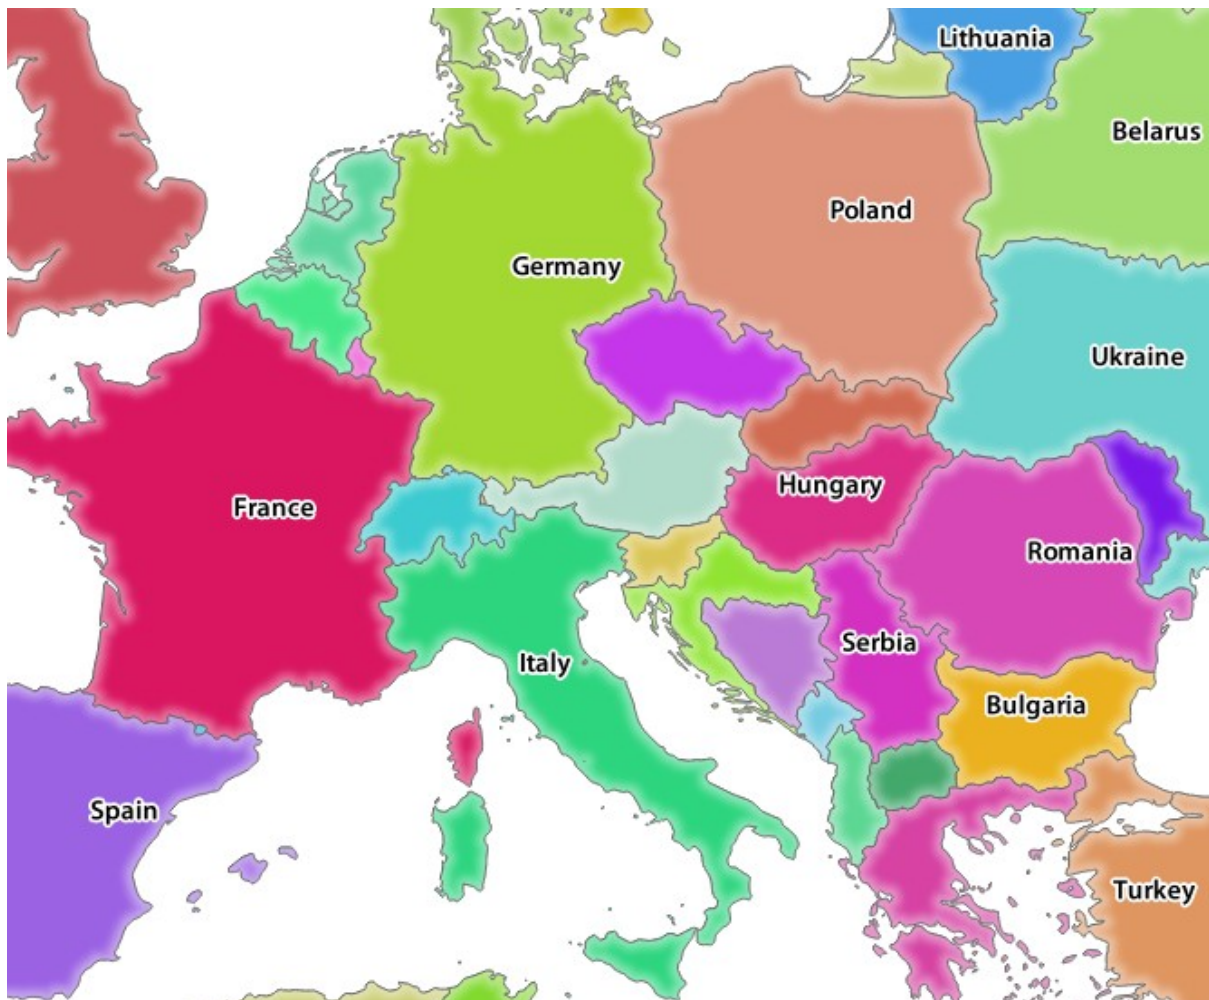 Lithuania
Belarus
Poland
Germany
Ukraine
Hungary
France
Romania
Serbia
Italy
Bulgaria
Spain
Turkey